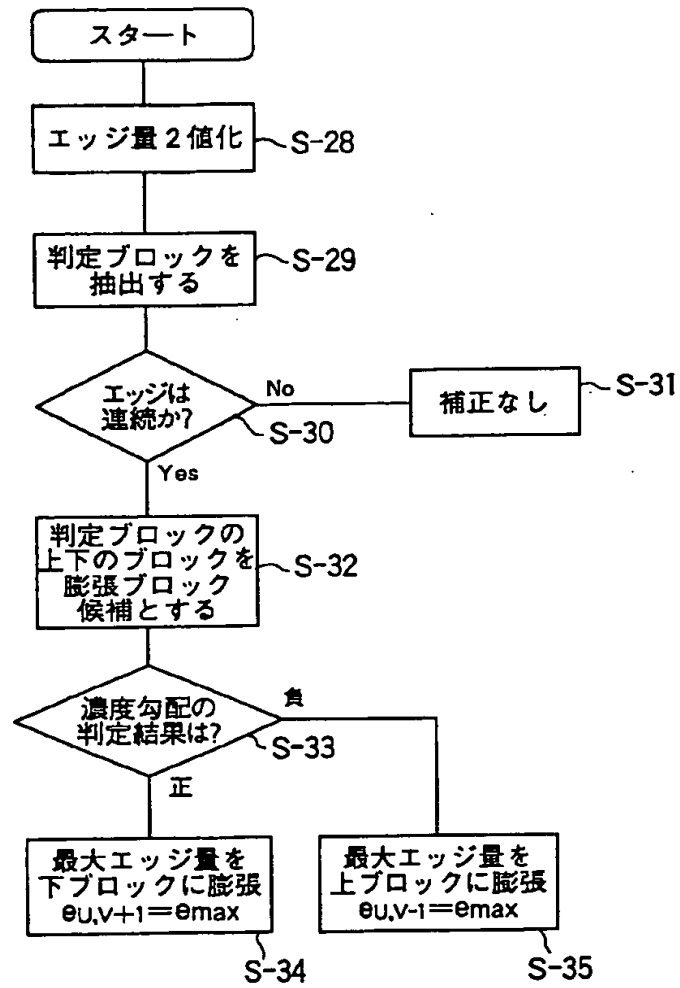 スタート
エッジ量2値化
S-28
判定ブロックを
抽出する
S-29
エッジは
連続か?
S-30
No
補正なし
S-31
Yes
判定ブロックの
上下のブロックを
膨張ブロック
候補とする
S-32
濃度勾配の
判定結果は?
S-33
負
正
最大エッジ量を
下ブロックに膨張
eU,V+1=emax
S-34
最大エッジ量を
上ブロックに膨張
eU,V-1=emax
S-35